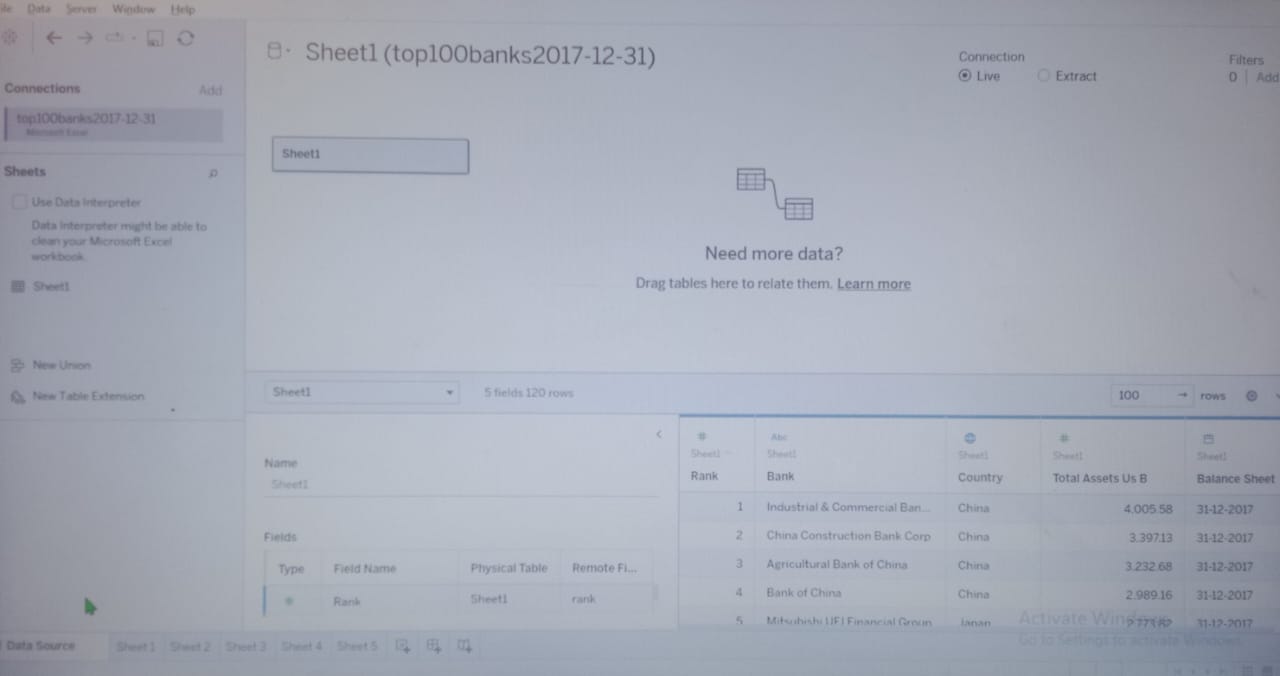 ile Data Server Window Help
Sheet1 (top100banks2017-12-31)
Connection
Live
Extract
Filters
0 | Add
Connections
Add
top100banks2017-12-31
Microsoft Excel
Sheets
Use Data Interpreter
Data Interpreter might be able to
clean your Microsoft Excel
workbook.
Sheet1
New Union
New Table Extension
Sheet1
Need more data?
Drag tables here to relate them. Learn more
Sheet1
5 fields 120 rows
100
rows
Name
Sheet1
Fields
Type Field Name Physical Table Remote Fi...
Rank Sheet1 rank
Abc
Sheet1 Sheet1 Sheet1 Sheet1 Sheet1
Rank Bank Country Total Assets Us B Balance Sheet
1 Industrial & Commercial Ban... China 4,005.58 31-12-2017
2 China Construction Bank Corp China 3,397.13 31-12-2017
3 Agricultural Bank of China China 3,232.68 31-12-2017
4 Bank of China China 2,989.16 31-12-2017
5 Mitsubishi UFJ Financial Group Japan 2,773.82 31-12-2017
Activate Windows
Go to Settings to activate Windows.
Data Source Sheet 1 Sheet 2 Sheet 3 Sheet 4 Sheet 5